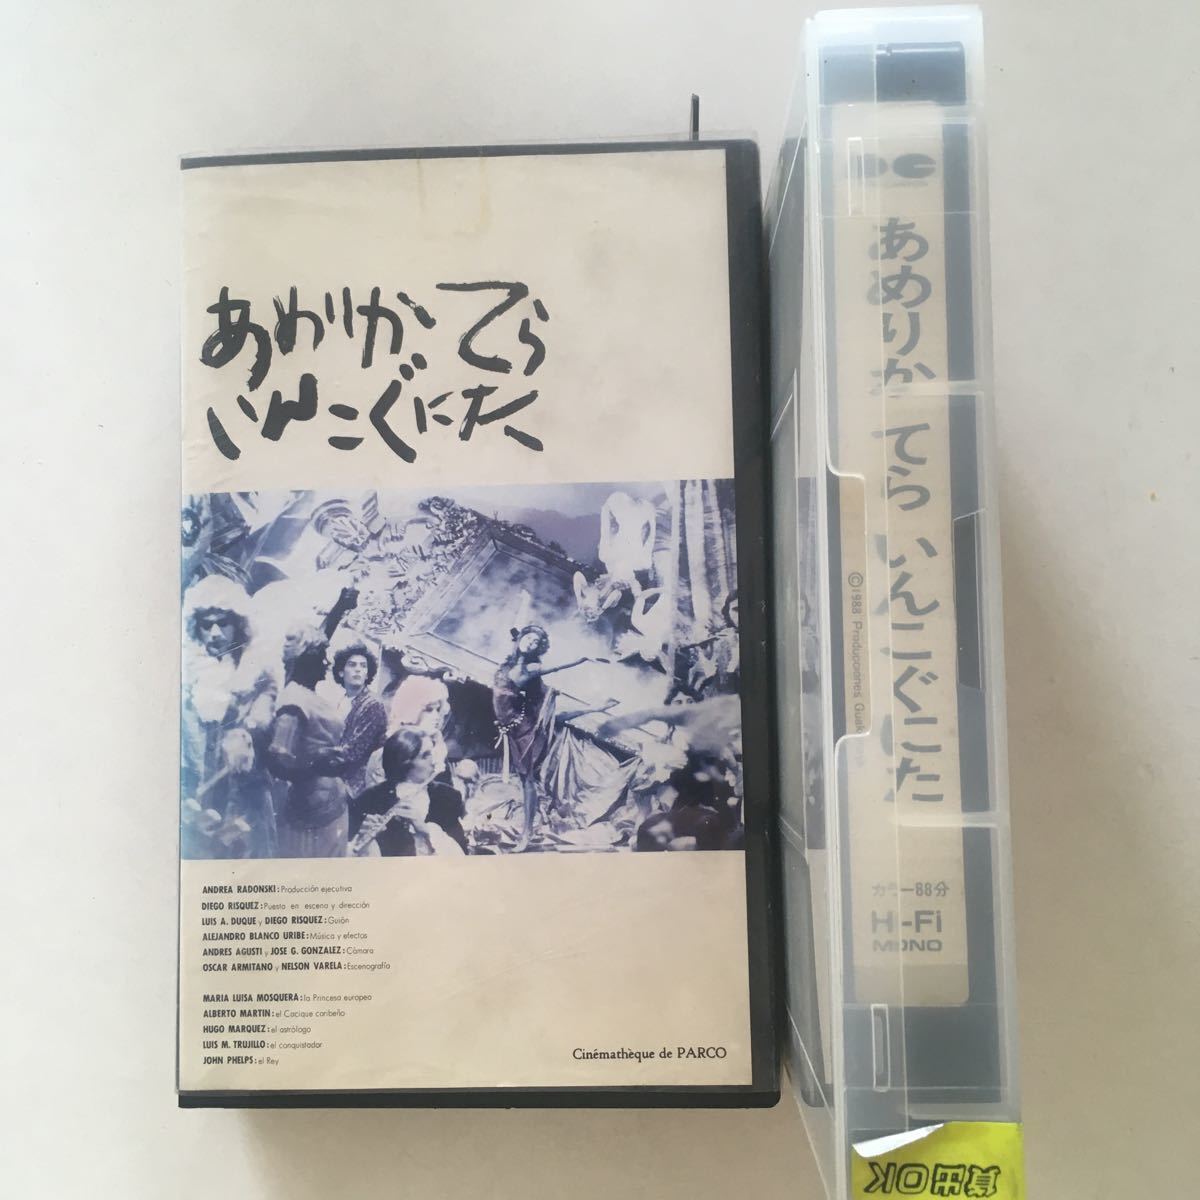 あめりか、てら
いんこぐにた
ANDREA RADONSKI: Producción ejecutiva
DIEGO RISQUEZ: Puesta en escena y dirección
LUIS A. DUQUE y DIEGO RISQUEZ: Guión
ALEJANDRO BLANCO URIBE: Música y efectos
ANDRES AGUSTI y JOSE G. GONZALEZ: Cámara
OSCAR ARMITANO y NELSON VARELA: Escenografía
MARIA LUISA MOSQUERA: la Princesa europea
ALBERTO MARTIN: el Cacique caribeño
HUGO MARQUEZ: el astrólogo
LUIS M. TRUJILLO: el conquistador
JOHN PHELPS: el Rey
Cinémathèque de PARCO
あめりか てら いんこぐにた
©1988 Producciones
カラー88分
Hi-Fi
MONO
OK